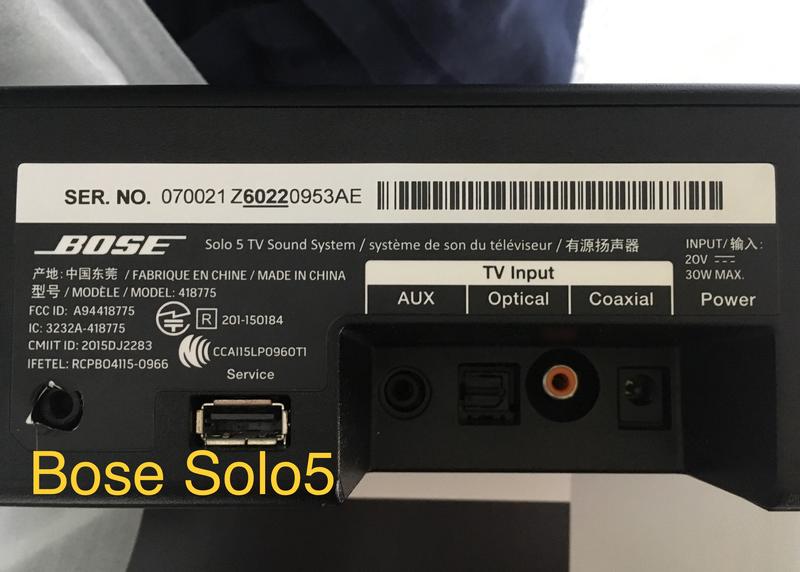 SER. NO. 070021Z60220953AE
BOSE Solo 5 TV Sound System / système de son du téléviseur / 有源扬声器
INPUT/输入:
20V
30W MAX.
产地: 中国东莞 / FABRIQUE EN CHINE / MADE IN CHINA
型号 / MODÈLE / MODEL: 418775
FCC ID: A94418775
IC: 3232A-418775
CMIIT ID: 2015DJ2283
IFETEL: RCPBO4115-0966
R 201-150184
CCAI15LP0960T1
Service
TV Input
AUX Optical Coaxial Power
Bose Solo5